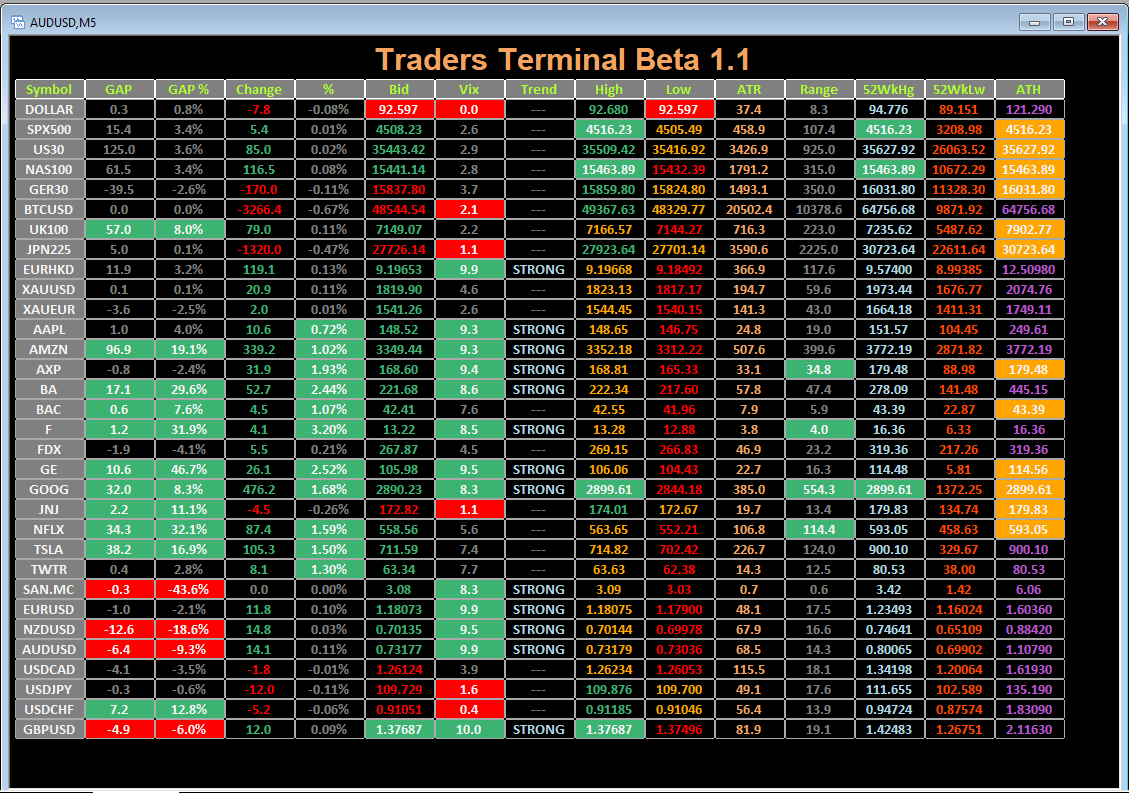 AUDUSD,M5
Traders Terminal Beta 1.1
Symbol GAP GAP % Change % Bid Vix Trend High Low ATR Range 52WkHg 52WkLw ATH
DOLLAR 0.3 0.8% -7.8 -0.08% 92.597 0.0 --- 92.680 92.597 37.4 8.3 94.776 89.151 121.290
SPX500 15.4 3.4% 5.4 0.01% 4508.23 2.6 --- 4516.23 4505.49 458.9 107.4 4516.23 3208.98 4516.23
US30 125.0 3.6% 85.0 0.02% 35443.42 2.9 --- 35509.42 35416.92 3426.9 925.0 35627.92 26063.52 35627.92
NAS100 61.5 3.4% 116.5 0.08% 15441.14 2.8 --- 15463.89 15432.39 1791.2 315.0 15463.89 10672.29 15463.89
GER30 -39.5 -2.6% -170.0 -0.11% 15837.80 3.7 --- 15859.80 15824.80 1493.1 350.0 16031.80 11328.30 16031.80
BTCUSD 0.0 0.0% -3266.4 -0.67% 48544.54 2.1 --- 49367.63 48329.77 20502.4 10378.6 64756.68 9871.92 64756.68
UK100 57.0 8.0% 79.0 0.11% 7149.07 2.2 --- 7166.57 7144.27 716.3 223.0 7235.62 5487.62 7902.77
JPN225 5.0 0.1% -1320.0 -0.47% 27726.14 1.1 --- 27923.64 27701.14 3590.6 2225.0 30723.64 22611.64 30723.64
EURHKD 11.9 3.2% 119.1 0.13% 9.19653 9.9 STRONG 9.19668 9.18492 366.9 117.6 9.57400 8.99385 12.50980
XAUUSD 0.1 0.1% 20.9 0.11% 1819.90 4.6 --- 1823.13 1817.17 194.7 59.6 1973.44 1676.77 2074.76
XAUEUR -3.6 -2.5% 2.0 0.01% 1541.26 2.6 --- 1544.45 1540.15 141.3 43.0 1664.18 1411.31 1749.11
AAPL 1.0 4.0% 10.6 0.72% 148.52 9.3 STRONG 148.65 146.75 24.8 19.0 151.57 104.45 249.61
AMZN 96.9 19.1% 339.2 1.02% 3349.44 9.3 STRONG 3352.18 3312.22 507.6 399.6 3772.19 2871.82 3772.19
AXP -0.8 -2.4% 31.9 1.93% 168.60 9.4 STRONG 168.81 165.33 33.1 34.8 179.48 88.98 179.48
BA 17.1 29.6% 52.7 2.44% 221.68 8.6 STRONG 222.34 217.60 57.8 47.4 278.09 141.48 445.15
BAC 0.6 7.6% 4.5 1.07% 42.41 7.6 --- 42.55 41.96 7.9 5.9 43.39 22.87 43.39
F 1.2 31.9% 4.1 3.20% 13.22 8.5 STRONG 13.28 12.88 3.8 4.0 16.36 6.33 16.36
FDX -1.9 -4.1% 5.5 0.21% 267.87 4.5 --- 269.15 266.83 46.9 23.2 319.36 217.26 319.36
GE 10.6 46.7% 26.1 2.52% 105.98 9.5 STRONG 106.06 104.43 22.7 16.3 114.48 5.81 114.56
GOOG 32.0 8.3% 476.2 1.68% 2890.23 8.3 STRONG 2899.61 2844.18 385.0 554.3 2899.61 1372.25 2899.61
JNJ 2.2 11.1% -4.5 -0.26% 172.82 1.1 --- 174.01 172.67 19.7 13.4 179.83 134.74 179.83
NFLX 34.3 32.1% 87.4 1.59% 558.56 5.6 --- 563.65 552.21 106.8 114.4 593.05 458.63 593.05
TSLA 38.2 16.9% 105.3 1.50% 711.59 7.4 --- 714.82 702.42 226.7 124.0 900.10 329.67 900.10
TWTR 0.4 2.8% 8.1 1.30% 63.34 7.7 --- 63.63 62.38 14.3 12.5 80.53 38.00 80.53
SAN.MC -0.3 -43.6% 0.0 0.00% 3.08 8.3 STRONG 3.09 3.03 0.7 0.6 3.42 1.42 6.06
EURUSD -1.0 -2.1% 11.8 0.10% 1.18073 9.9 STRONG 1.18075 1.17900 48.1 17.5 1.23493 1.16024 1.60360
NZDUSD -12.6 -18.6% 14.8 0.03% 0.70135 9.5 STRONG 0.70144 0.69978 67.9 16.6 0.74641 0.65109 0.88420
AUDUSD -6.4 -9.3% 14.1 0.11% 0.73177 9.9 STRONG 0.73179 0.73036 68.5 14.3 0.80065 0.69902 1.10790
USDCAD -4.1 -3.5% -1.8 -0.01% 1.26124 3.9 --- 1.26234 1.26053 115.5 18.1 1.34198 1.20064 1.61930
USDJPY -0.3 -0.6% -12.0 -0.11% 109.729 1.6 --- 109.876 109.700 49.1 17.6 111.655 102.589 135.190
USDCHF 7.2 12.8% -5.2 -0.06% 0.91051 0.4 --- 0.91185 0.91046 56.4 13.9 0.94724 0.87574 1.83090
GBPUSD -4.9 -6.0% 12.0 0.09% 1.37687 10.0 STRONG 1.37687 1.37496 81.9 19.1 1.42483 1.26751 2.11630